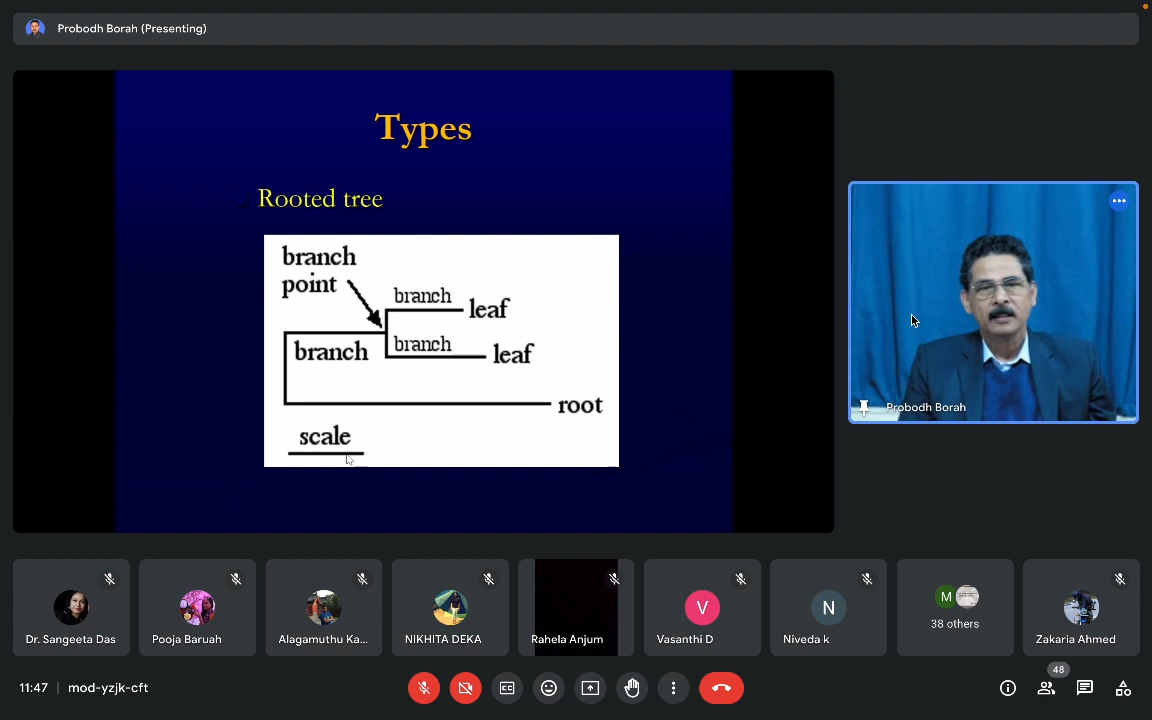 Probodh Borah (Presenting)
Types
Rooted tree
branch
point
branch
leaf
branch
leaf
branch
root
scale
Probodh Borah
Dr. Sangeeta Das
Pooja Baruah
Alagamuthu Ka...
NIKHITA DEKA
Rahela Anjum
V
Vasanthi D
N
Niveda k
M
38 others
Zakaria Ahmed
11:47 | mod-yzjk-cft
CC
48